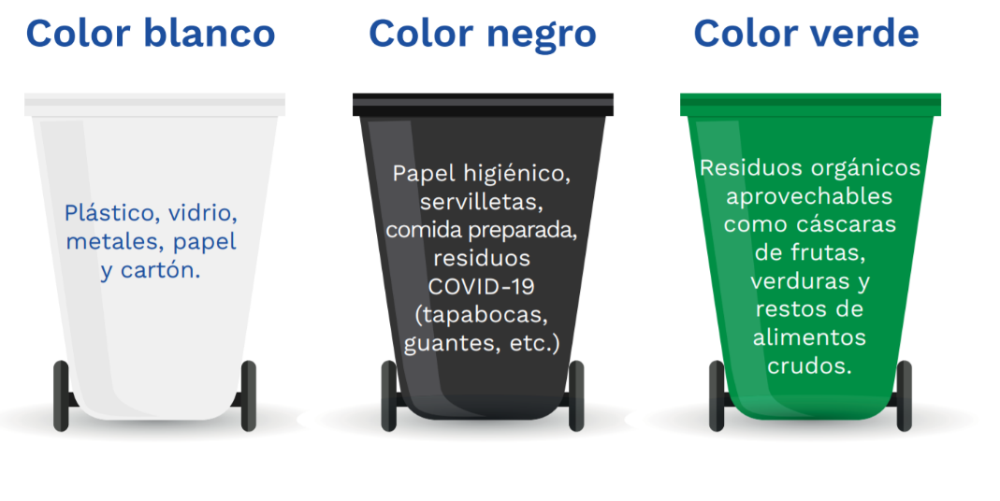 Color blanco
Plástico, vidrio,
metales, papel
y cartón.
Color negro
Papel higiénico,
servilletas,
comida preparada,
residuos
COVID-19
(tapabocas,
guantes, etc.)
Color verde
Residuos orgánicos
aprovechables
como cáscaras
de frutas,
verduras y
restos de
alimentos
crudos.